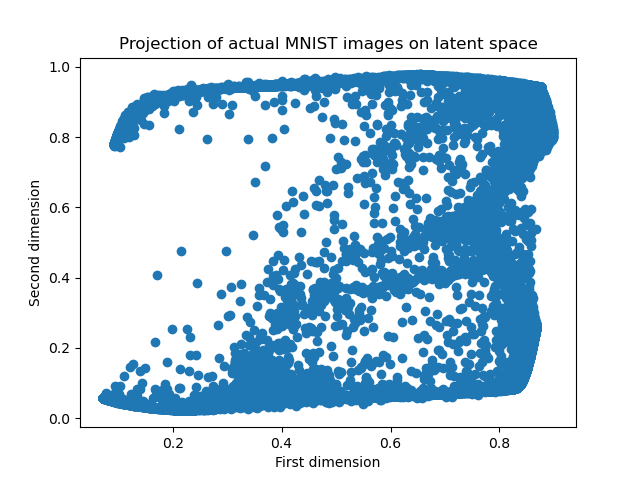 Projection of actual MNIST images on latent space
1.0
0.8
0.6
0.4
0.2
0.0
Second dimension
0.2 0.4 0.6 0.8
First dimension